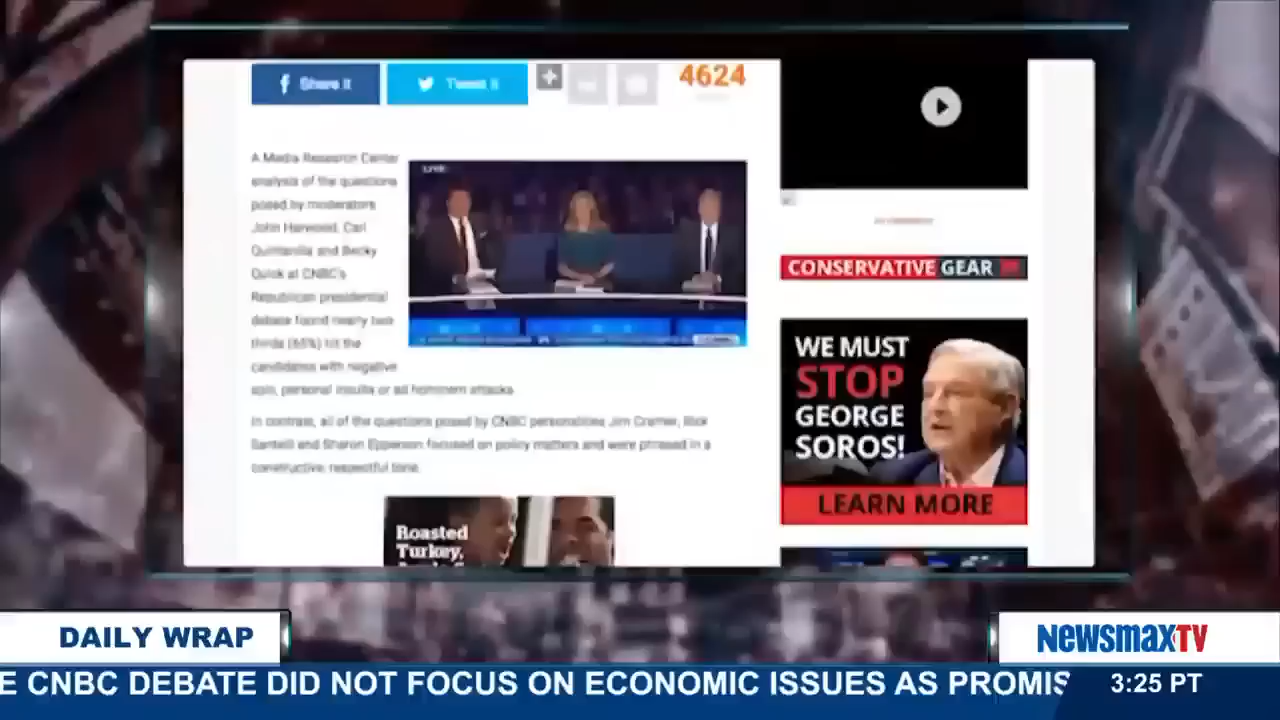 Share it
Tweet it
4624
A Media Research Center
analysis of the questions
posed by moderators
John Harwood, Carl
Quintanilla and Becky
Quick at CNBC's
Republican presidential
debate found nearly two
thirds (65%) hit the
candidates with negative
spin, personal insults or ad hominem attacks.
In contrast, all of the questions posed by CNBC personalities Jim Cramer, Rick
Santelli and Sharon Epperson focused on policy matters and were phrased in a
constructive, respectful tone.
LIVE
Roasted
Turkey,
CONSERVATIVE GEAR
WE MUST
STOP
GEORGE
SOROS!
LEARN MORE
DAILY WRAP
NEWSMAXTV
E CNBC DEBATE DID NOT FOCUS ON ECONOMIC ISSUES AS PROMIS
3:25 PT